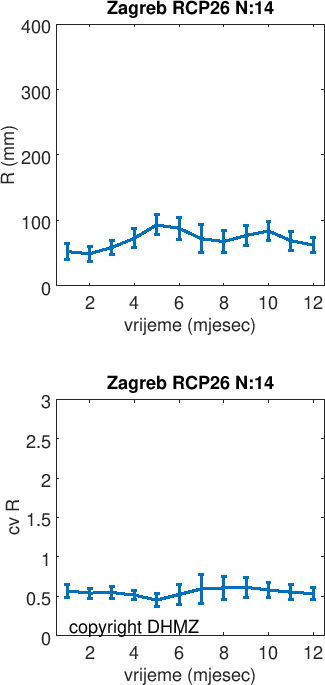 Zagreb RCP26 N:14
400
300
200
100
0
R (mm)
2 4 6 8 10 12
vrijeme (mjesec)
Zagreb RCP26 N:14
3
2.5
2
1.5
1
0.5
0
cv R
copyright DHMZ
2 4 6 8 10 12
vrijeme (mjesec)